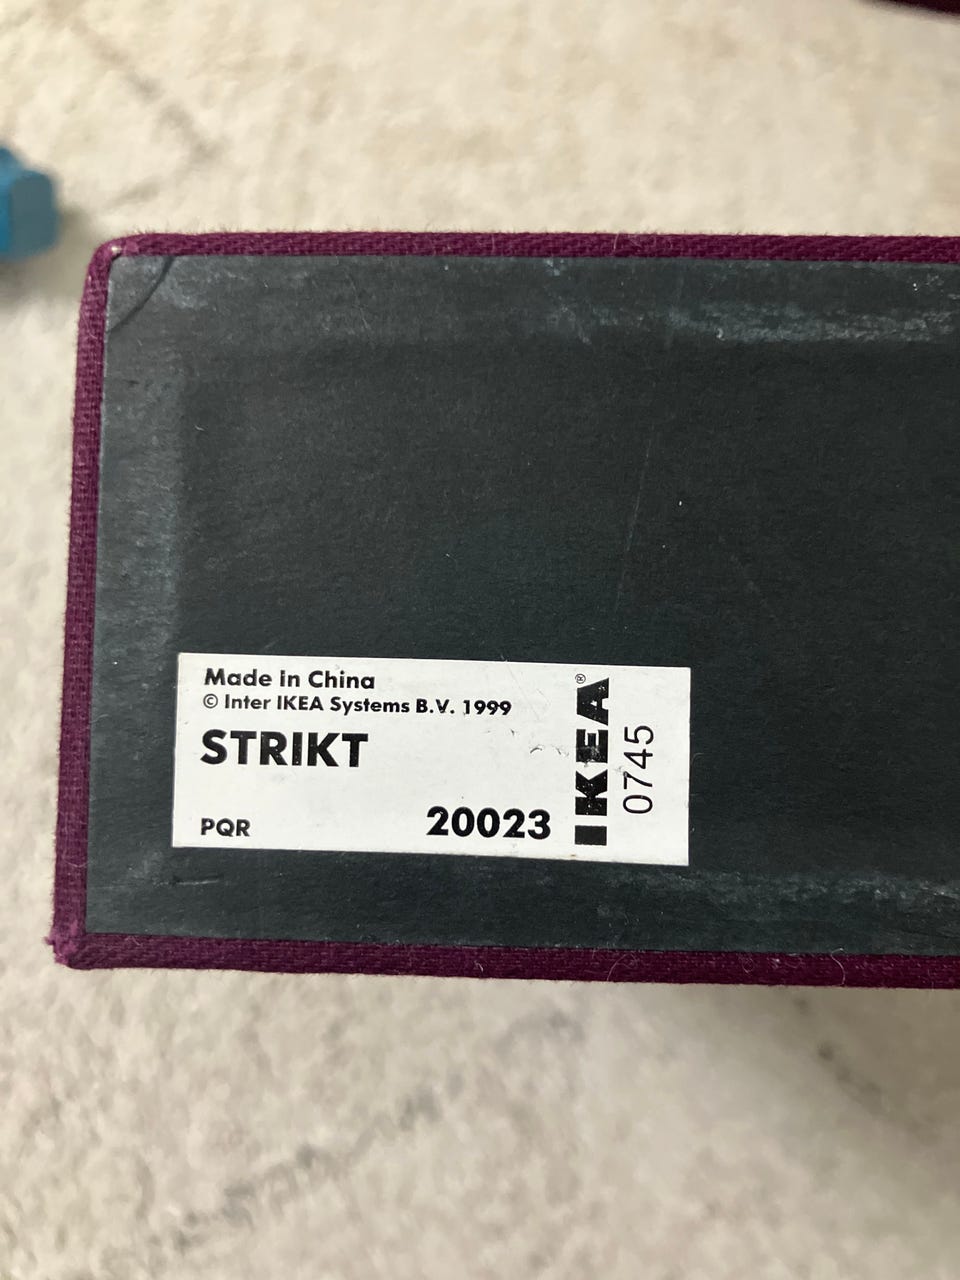 Made in China
© Inter IKEA Systems B.V. 1999
STRIKT
PQR
20023
IKEA®
0745